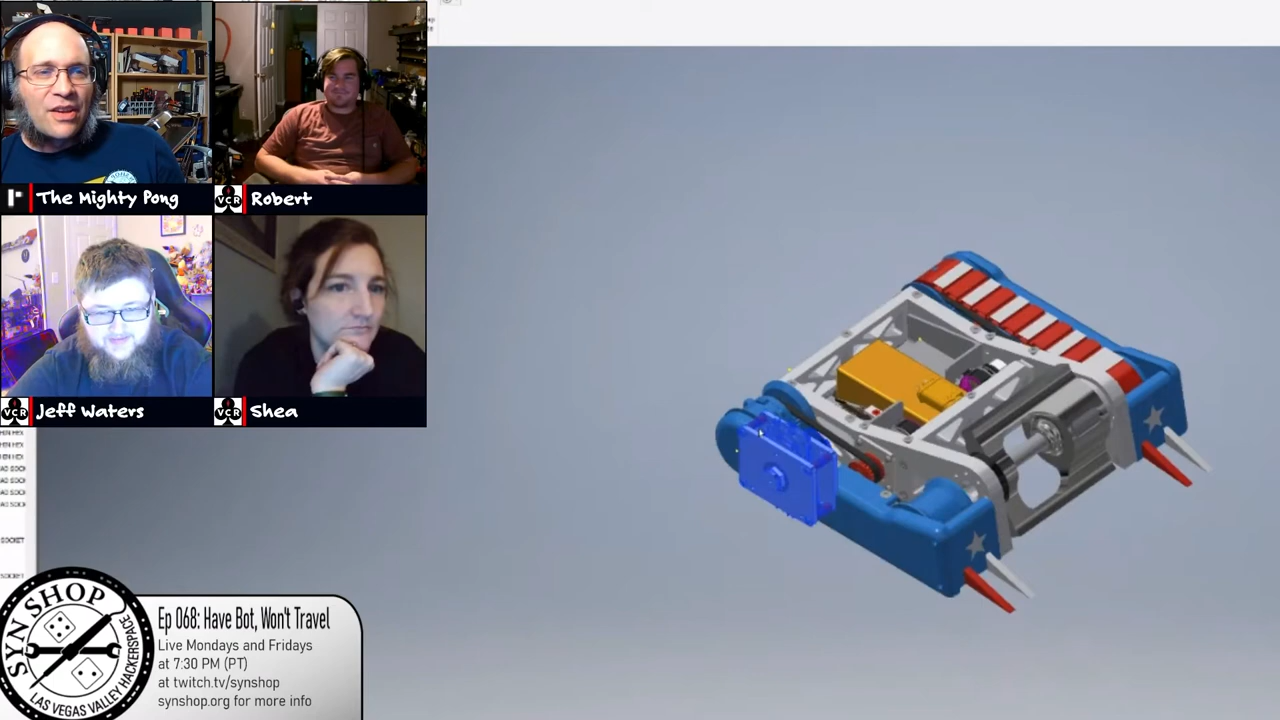 The Mighty Pong
VCR
Robert
VCR
Jeff Waters
VCR
Shea
SOCKET
SYN SHOP
LAS VEGAS VALLEY HACKERSPACE
Ep 068: Have Bot, Won't Travel
Live Mondays and Fridays
at 7:30 PM (PT)
at twitch.tv/synshop
synshop.org for more info